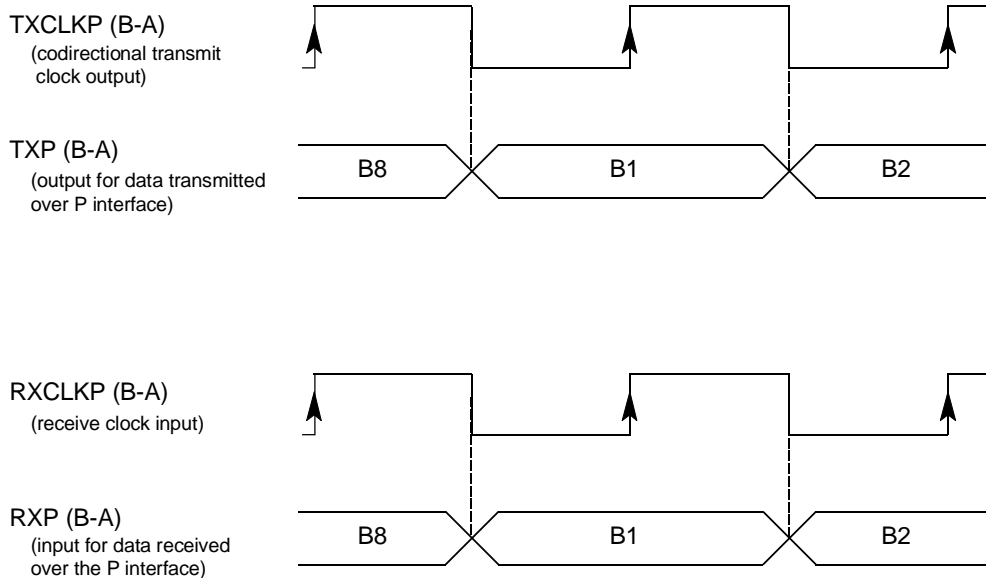 TXCLKP (B-A)
(codirectional transmit
clock output)
TXP (B-A)
(output for data transmitted
over P interface)
B8
B1
B2
RXCLKP (B-A)
(receive clock input)
RXP (B-A)
(input for data received
over the P interface)
B8
B1
B2